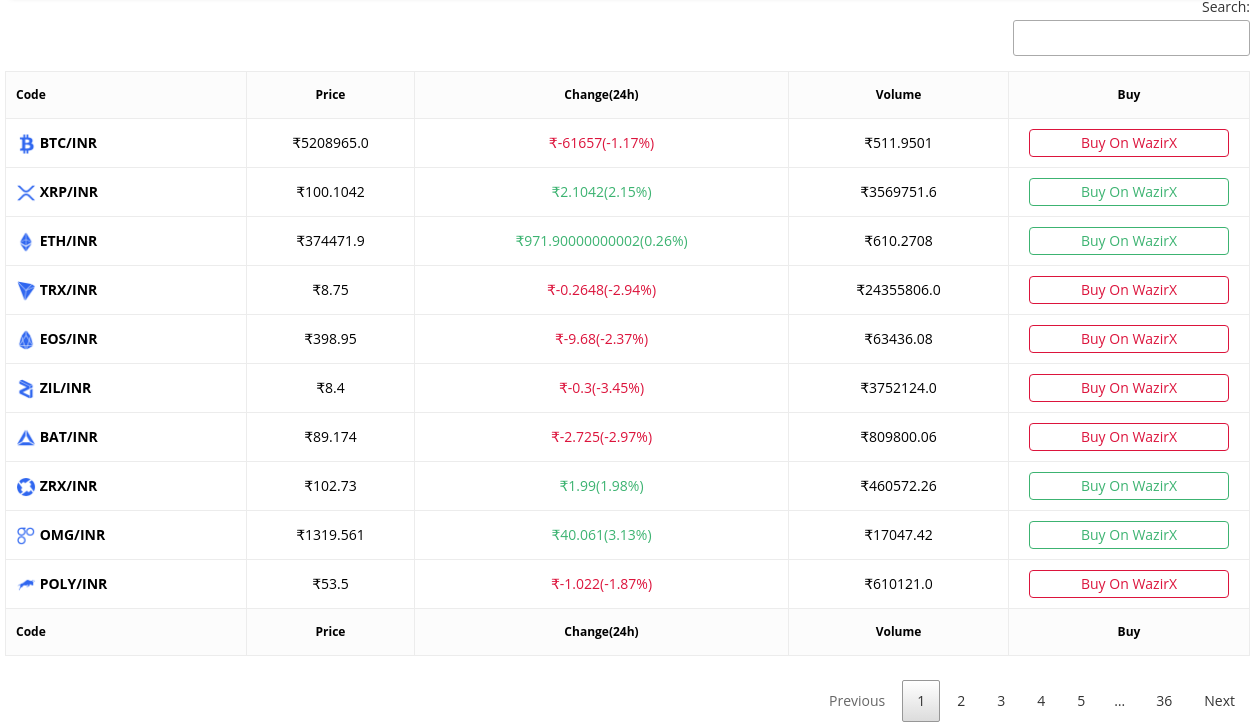 Search:
Code Price Change(24h) Volume Buy
BTC/INR ₹5208965.0 ₹-61657(-1.17%) ₹511.9501 Buy On WazirX
XRP/INR ₹100.1042 ₹2.1042(2.15%) ₹3569751.6 Buy On WazirX
ETH/INR ₹374471.9 ₹971.90000000002(0.26%) ₹610.2708 Buy On WazirX
TRX/INR ₹8.75 ₹-0.2648(-2.94%) ₹24355806.0 Buy On WazirX
EOS/INR ₹398.95 ₹-9.68(-2.37%) ₹63436.08 Buy On WazirX
ZIL/INR ₹8.4 ₹-0.3(-3.45%) ₹3752124.0 Buy On WazirX
BAT/INR ₹89.174 ₹-2.725(-2.97%) ₹809800.06 Buy On WazirX
ZRX/INR ₹102.73 ₹1.99(1.98%) ₹460572.26 Buy On WazirX
OMG/INR ₹1319.561 ₹40.061(3.13%) ₹17047.42 Buy On WazirX
POLY/INR ₹53.5 ₹-1.022(-1.87%) ₹610121.0 Buy On WazirX
Code Price Change(24h) Volume Buy
Previous 1 2 3 4 5 … 36 Next